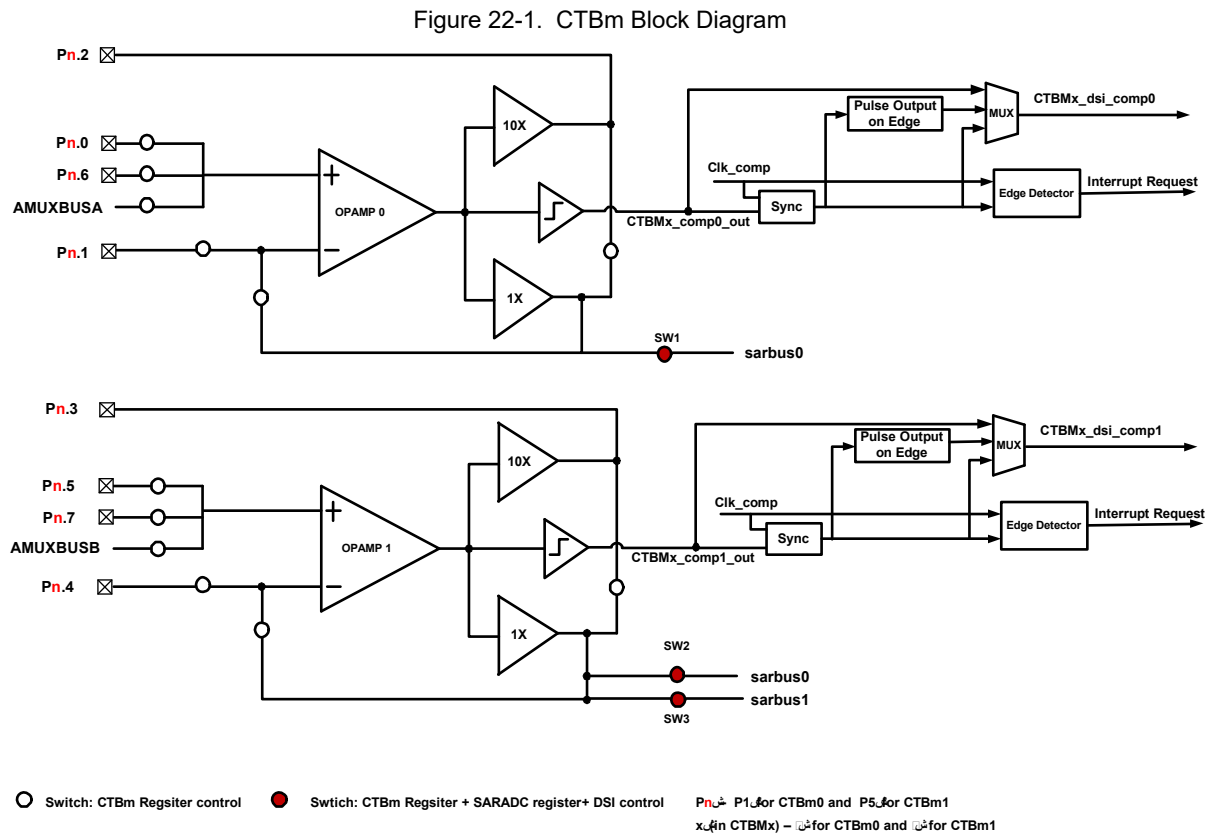 Figure 22-1. CTBm Block Diagram
Pn.2
Pn.0
Pn.6
AMUXBUSA
Pn.1
OPAMP 0
+
−
10X
1X
CTBMx_comp0_out
Clk_comp
Sync
Pulse Output
on Edge
MUX
CTBMx_dsi_comp0
Edge Detector
Interrupt Request
SW1
sarbus0
Pn.3
Pn.5
Pn.7
AMUXBUSB
Pn.4
OPAMP 1
+
−
10X
1X
CTBMx_comp1_out
Clk_comp
Sync
Pulse Output
on Edge
MUX
CTBMx_dsi_comp1
Edge Detector
Interrupt Request
SW2
sarbus0
sarbus1
SW3
Switch: CTBm Regsiter control
Swtich: CTBm Regsiter + SARADC register+ DSI control
Pn P1 for CTBm0 and P5 for CTBm1
x (in CTBMx) – for CTBm0 and for CTBm1